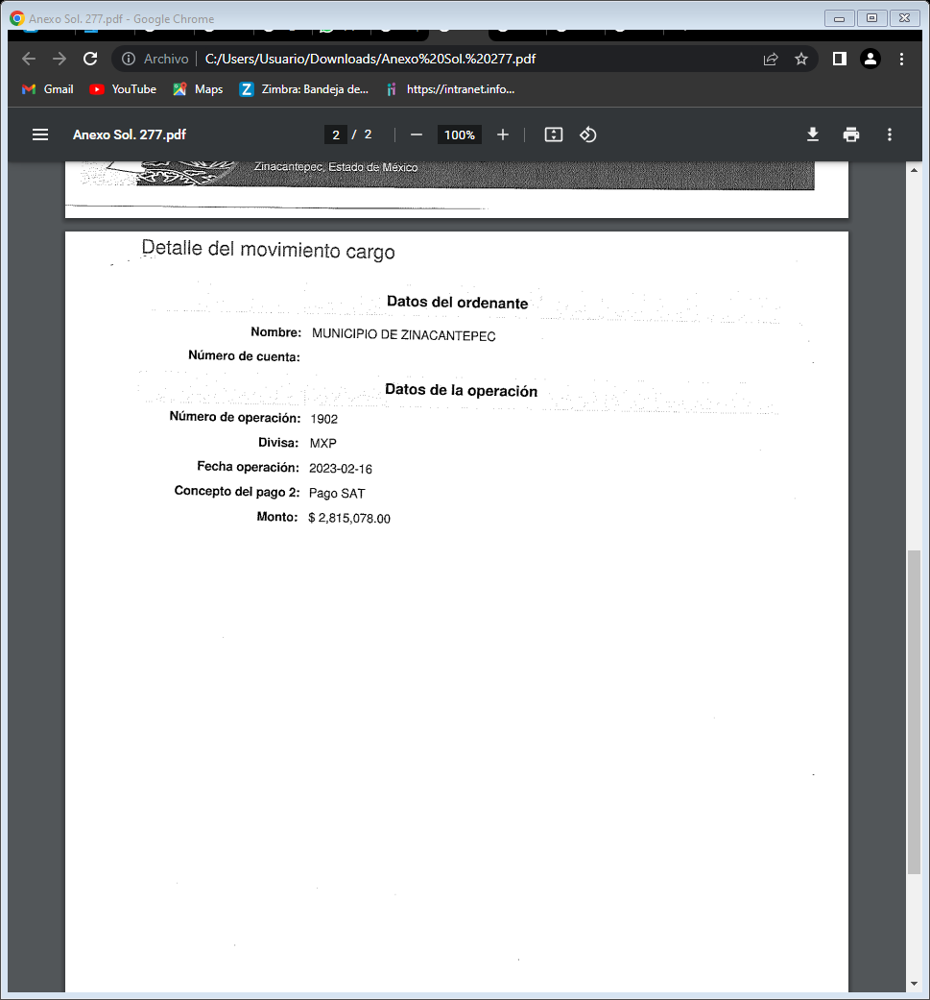 Anexo Sol. 277.pdf - Google Chrome
Archivo C:/Users/Usuario/Downloads/Anexo%20Sol.%20277.pdf
Gmail YouTube Maps Zimbra: Bandeja de... https://intranet.info...
Anexo Sol. 277.pdf 2 / 2 100%
Zinacantepec, Estado de México
Detalle del movimiento cargo
Datos del ordenante
Nombre: MUNICIPIO DE ZINACANTEPEC
Número de cuenta:
Datos de la operación
Número de operación: 1902
Divisa: MXP
Fecha operación: 2023-02-16
Concepto del pago 2: Pago SAT
Monto: $ 2,815,078.00